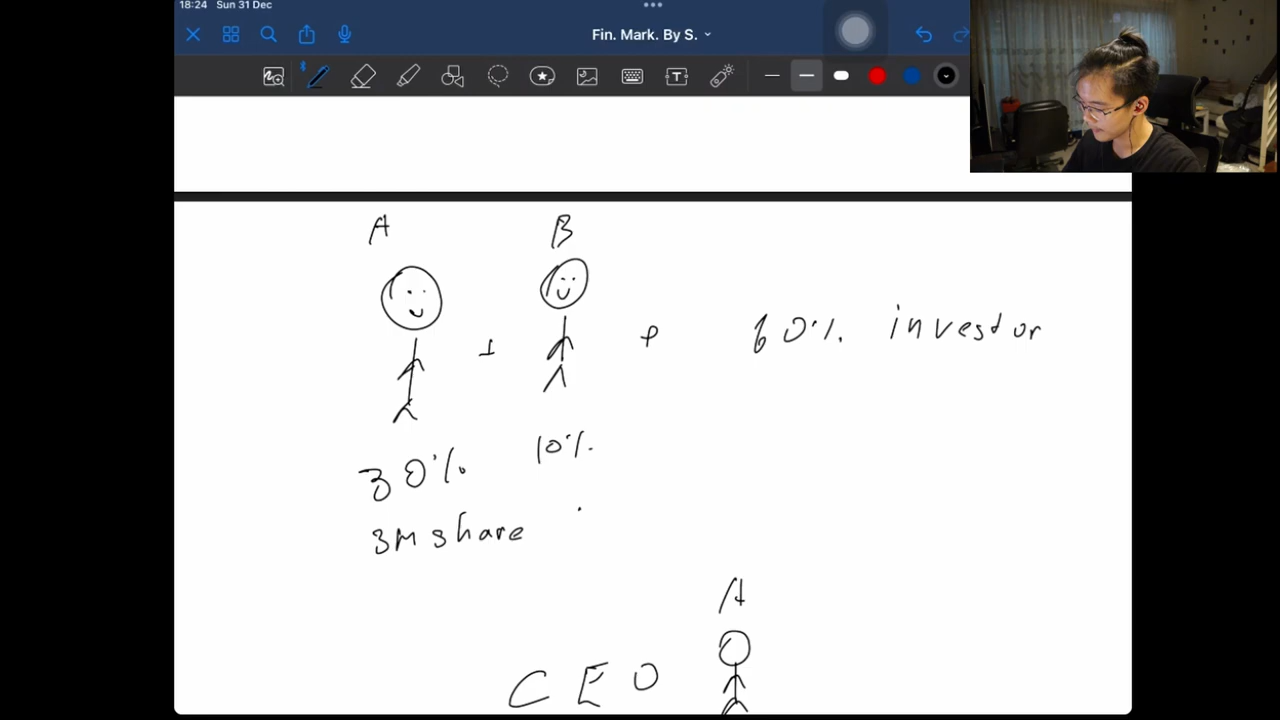 18:24 Sun 31 Dec
Fin. Mark. By S.
T
A
B
+
+
60% investor
30%
10%
3M share
A
CEO